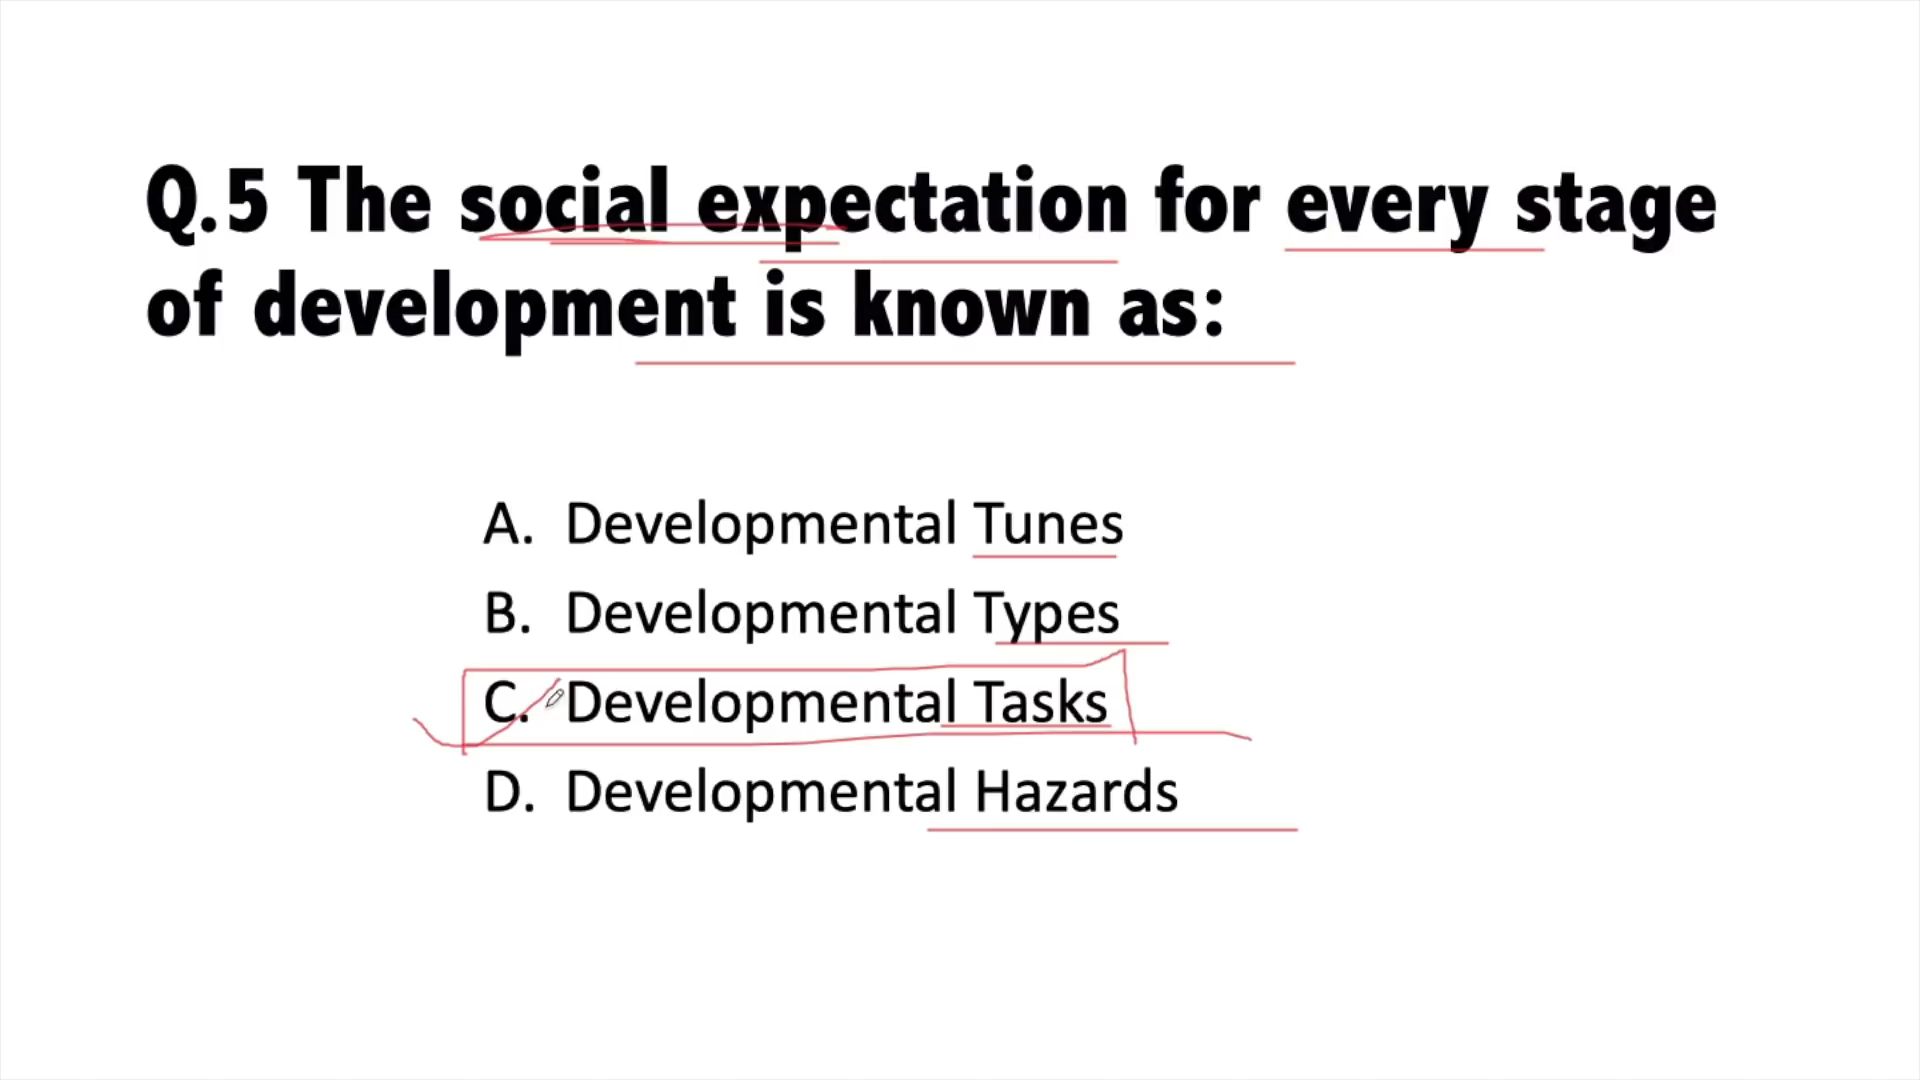 Q.5 The social expectation for every stage
of development is known as:
A. Developmental Tunes
B. Developmental Types
C. Developmental Tasks
D. Developmental Hazards